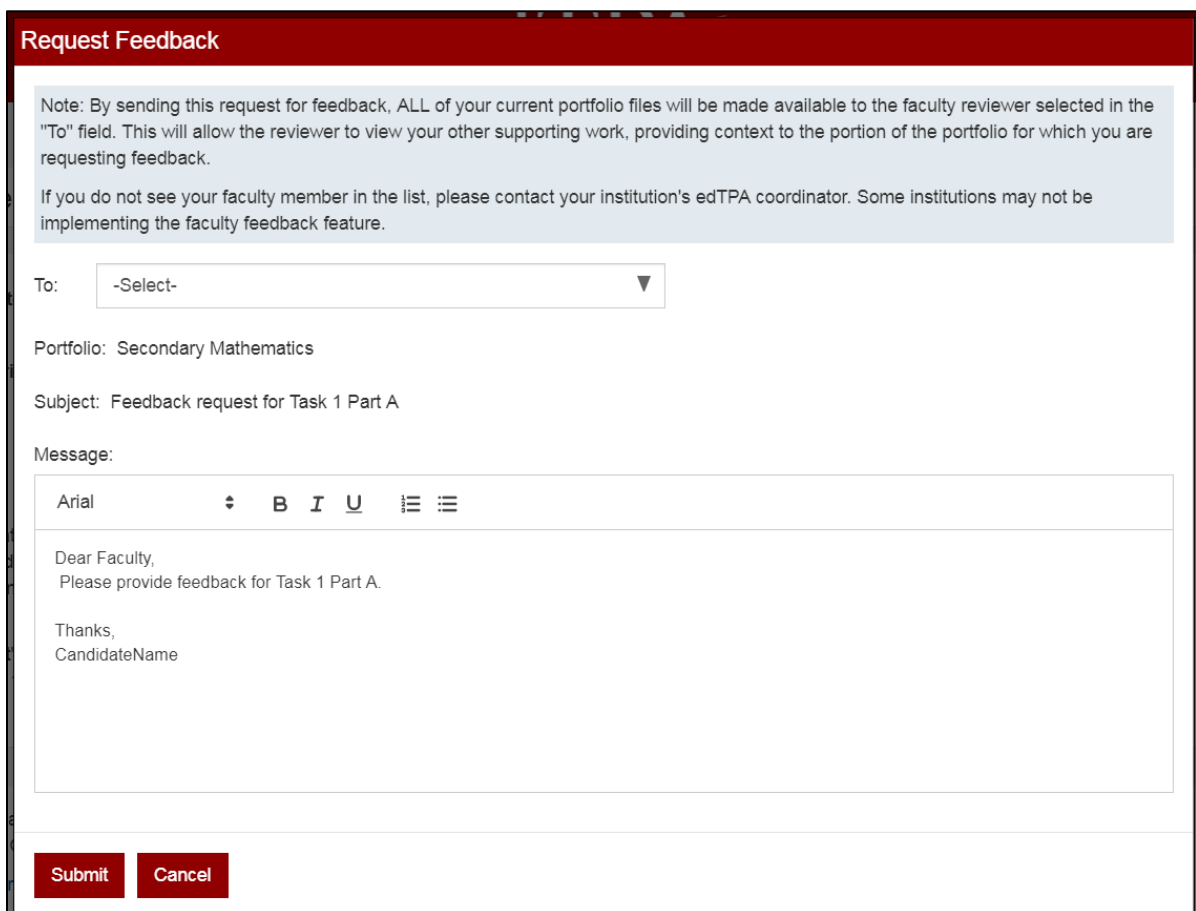 Request Feedback
Note: By sending this request for feedback, ALL of your current portfolio files will be made available to the faculty reviewer selected in the
"To" field. This will allow the reviewer to view your other supporting work, providing context to the portion of the portfolio for which you are
requesting feedback.
If you do not see your faculty member in the list, please contact your institution's edTPA coordinator. Some institutions may not be
implementing the faculty feedback feature.
To: -Select-
Portfolio: Secondary Mathematics
Subject: Feedback request for Task 1 Part A
Message:
Arial B I U
Dear Faculty,
Please provide feedback for Task 1 Part A.
Thanks,
CandidateName
Submit Cancel